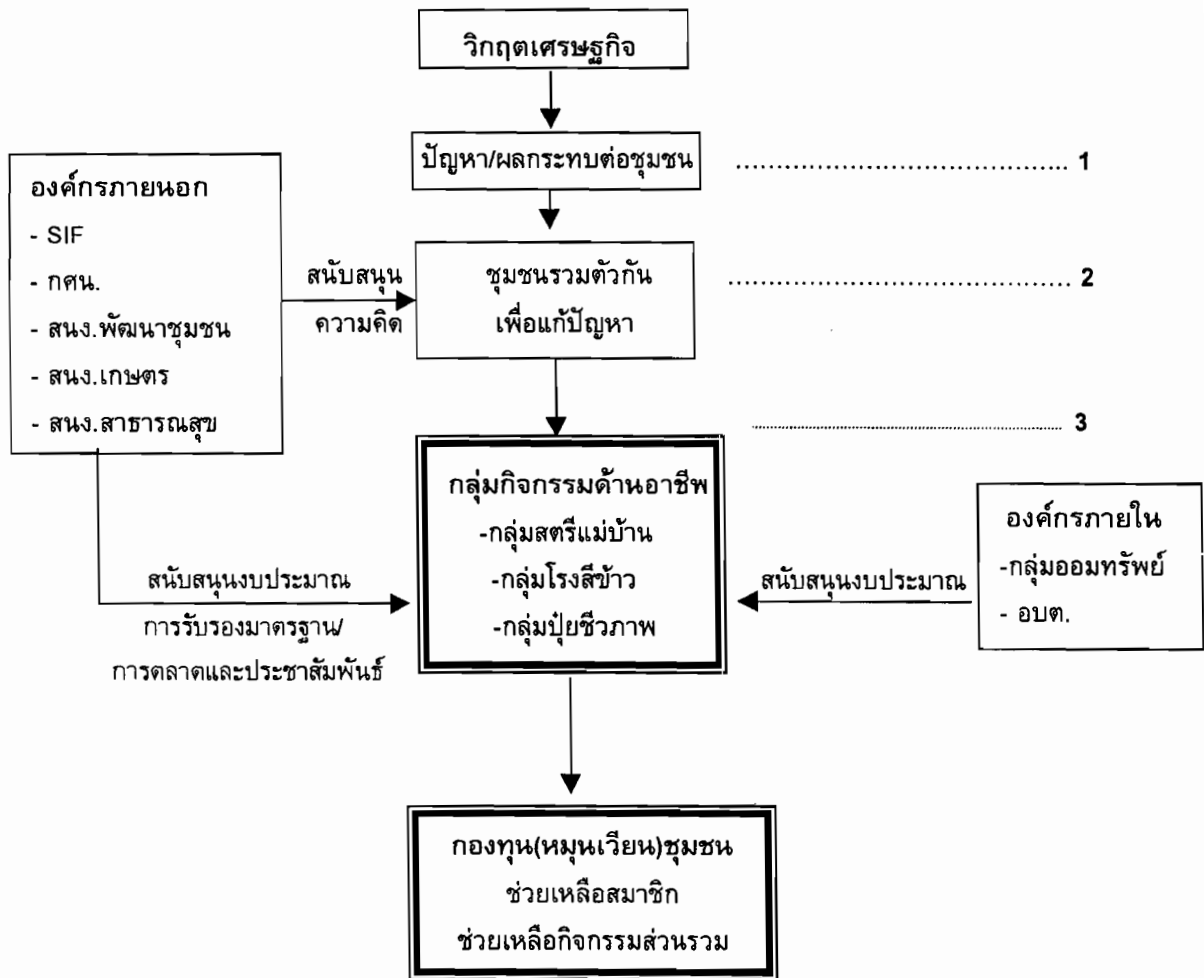 วิกฤตเศรษฐกิจ
ปัญหา/ผลกระทบต่อชุมชน ........................................ 1
องค์กรภายนอก
- SIF
- กศน.
- สนง.พัฒนาชุมชน
- สนง.เกษตร
- สนง.สาธารณสุข
สนับสนุน
ความคิด
ชุมชนรวมตัวกัน
เพื่อแก้ปัญหา
........................................ 2
........................................ 3
กลุ่มกิจกรรมด้านอาชีพ
-กลุ่มสตรีแม่บ้าน
-กลุ่มโรงสีข้าว
-กลุ่มปุ๋ยชีวภาพ
สนับสนุนงบประมาณ
การรับรองมาตรฐาน/
การตลาดและประชาสัมพันธ์
สนับสนุนงบประมาณ
องค์กรภายใน
-กลุ่มออมทรัพย์
- อบต.
กองทุน(หมุนเวียน)ชุมชน
ช่วยเหลือสมาชิก
ช่วยเหลือกิจกรรมส่วนรวม